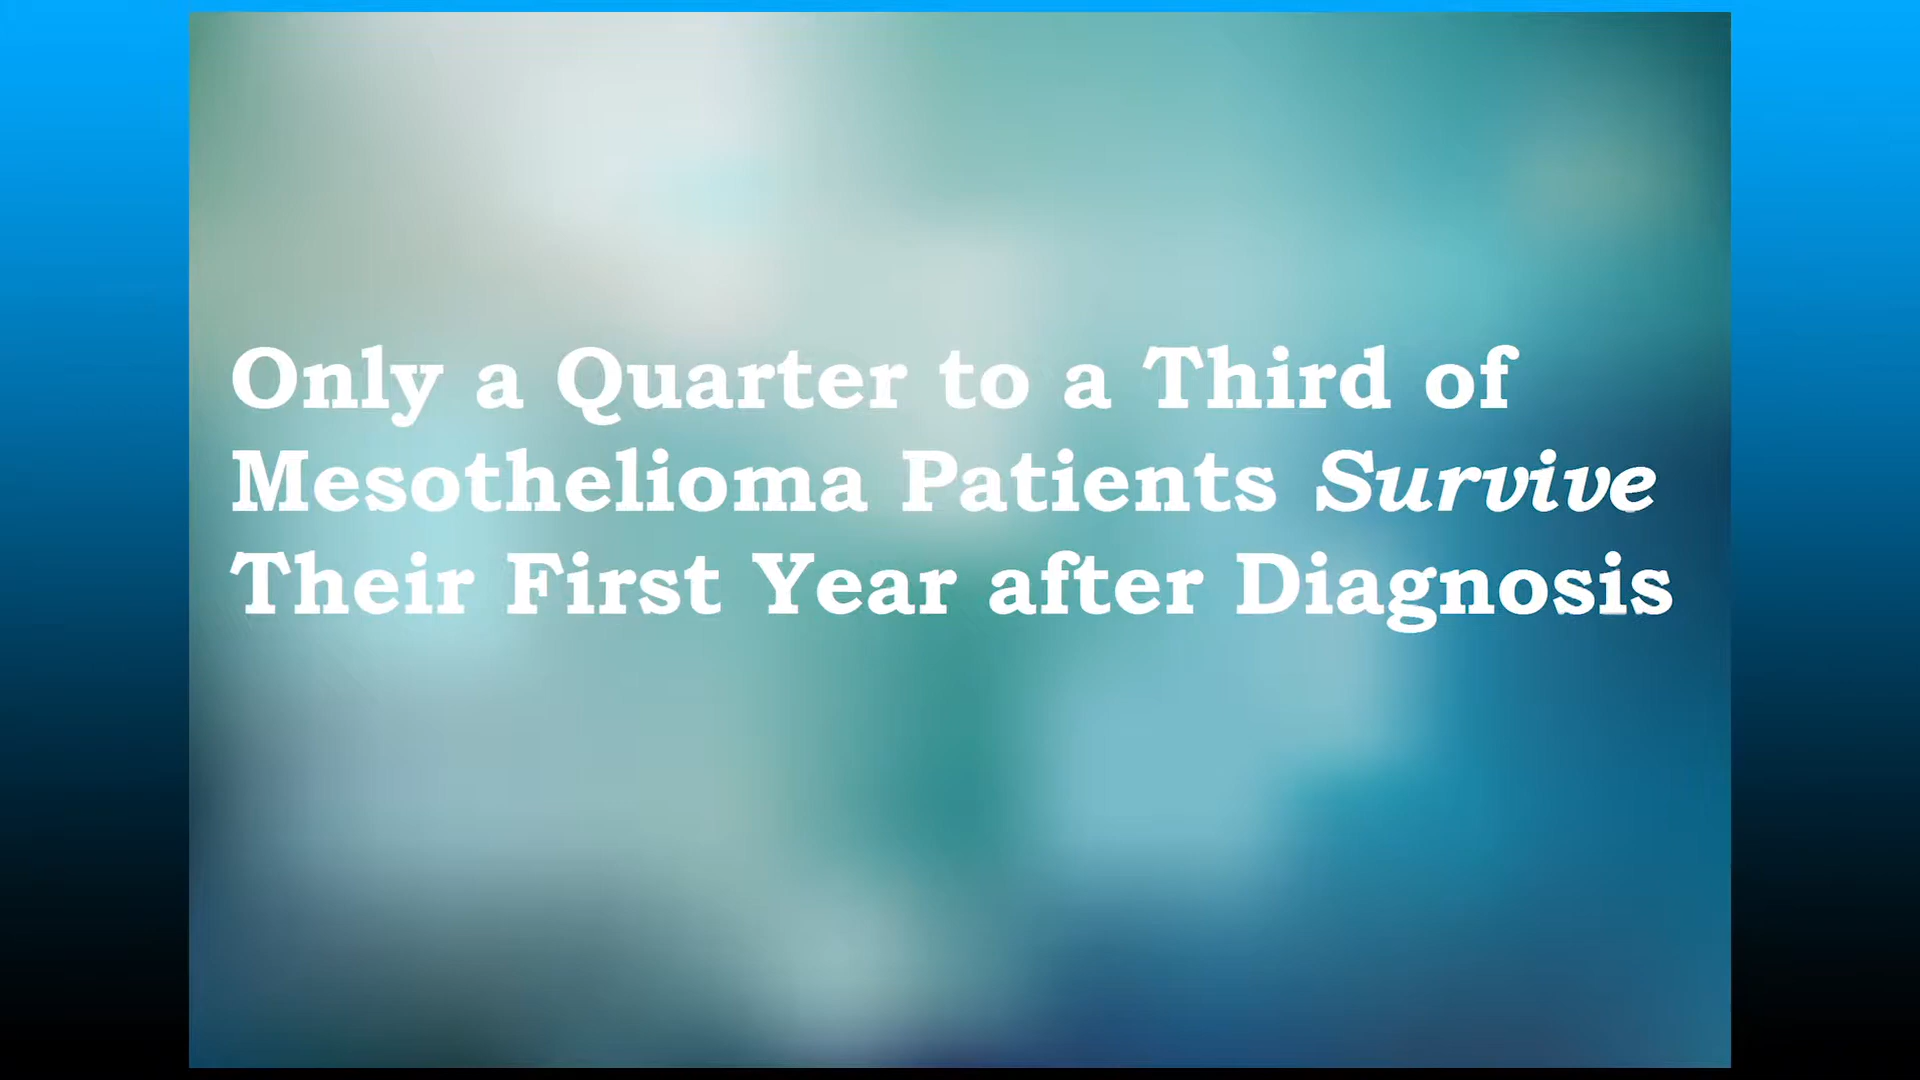 Only a Quarter to a Third of
Mesothelioma Patients Survive
Their First Year after Diagnosis